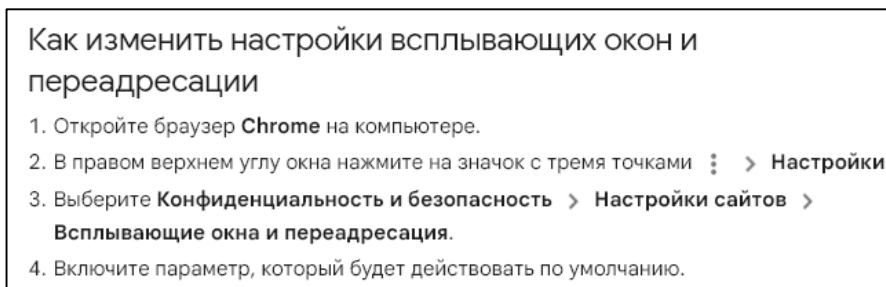 Как изменить настройки всплывающих окон и
переадресации
1. Откройте браузер Chrome на компьютере.
2. В правом верхнем углу окна нажмите на значок с тремя точками ⋮ > Настройки
3. Выберите Конфиденциальность и безопасность > Настройки сайтов >
Всплывающие окна и переадресация.
4. Включите параметр, который будет действовать по умолчанию.